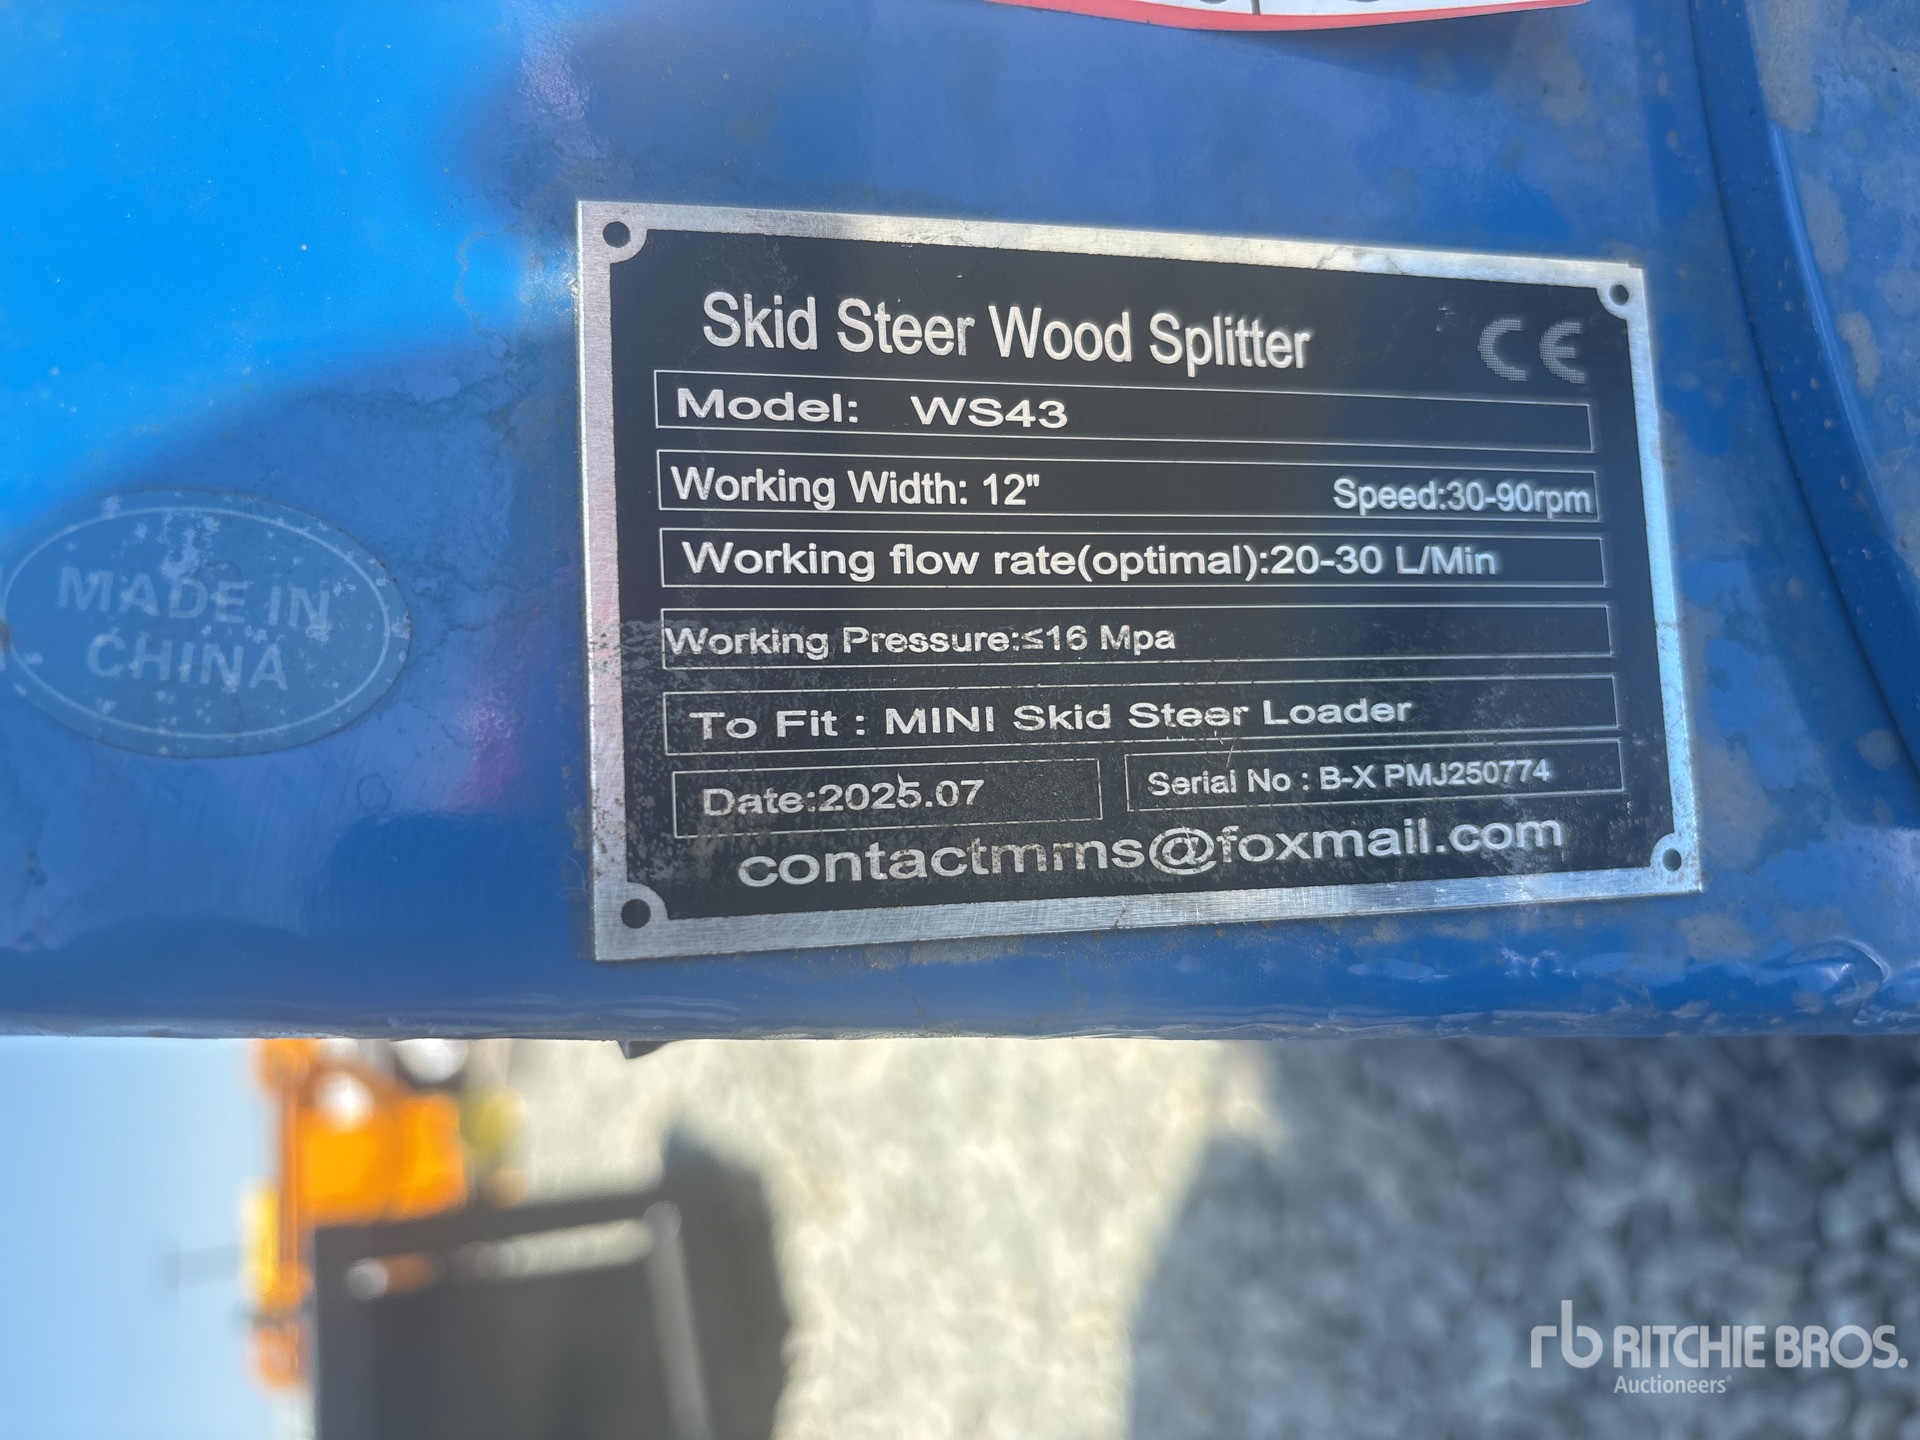 Skid Steer Wood Splitter
CE
Model: WS43
Working Width: 12" Speed:30-90rpm
Working flow rate(optimal):20-30 L/Min
Working Pressure:≤16 Mpa
To Fit : MINI Skid Steer Loader
Date:2025.07 Serial No : B-X PMJ250774
contactmrns@foxmail.com
MADE IN
CHINA
rb RITCHIE BROS.
Auctioneers